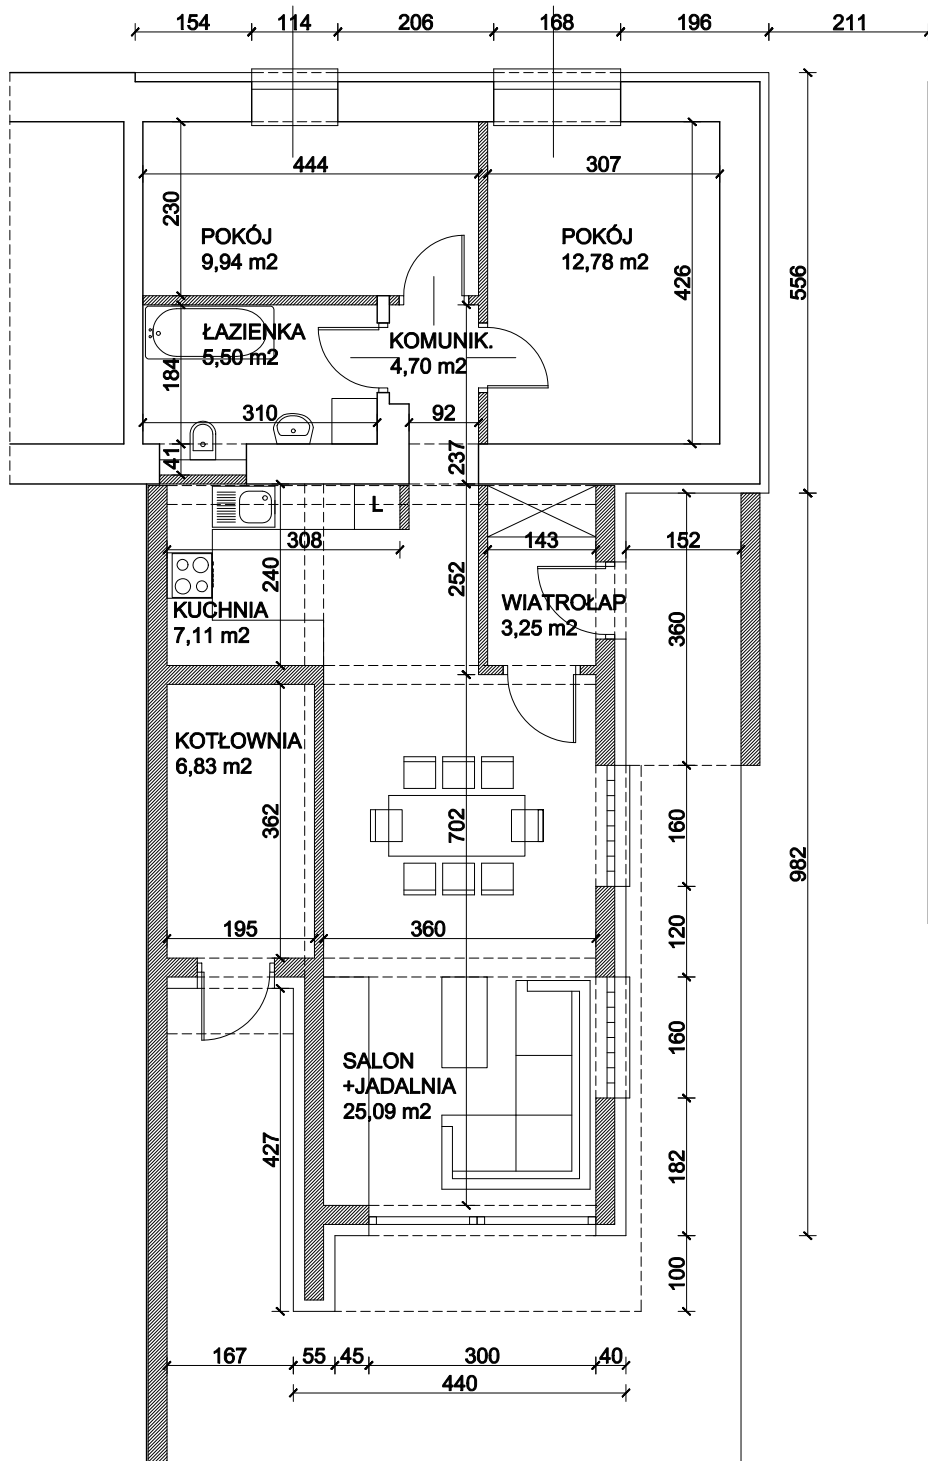 154 114 206 168 196 211
444 307
230
POKÓJ
9,94 m2
POKÓJ
12,78 m2
426
556
ŁAZIENKA
5,50 m2
KOMUNIK.
4,70 m2
184
310 92
41
237
L
308 143 152
240
252
360
KUCHNIA
7,11 m2
WIATROŁAP
3,25 m2
KOTŁOWNIA
6,83 m2
362
702
160
982
195 360
120
160
SALON
+JADALNIA
25,09 m2
427
182
100
167 55 45 300 40
440